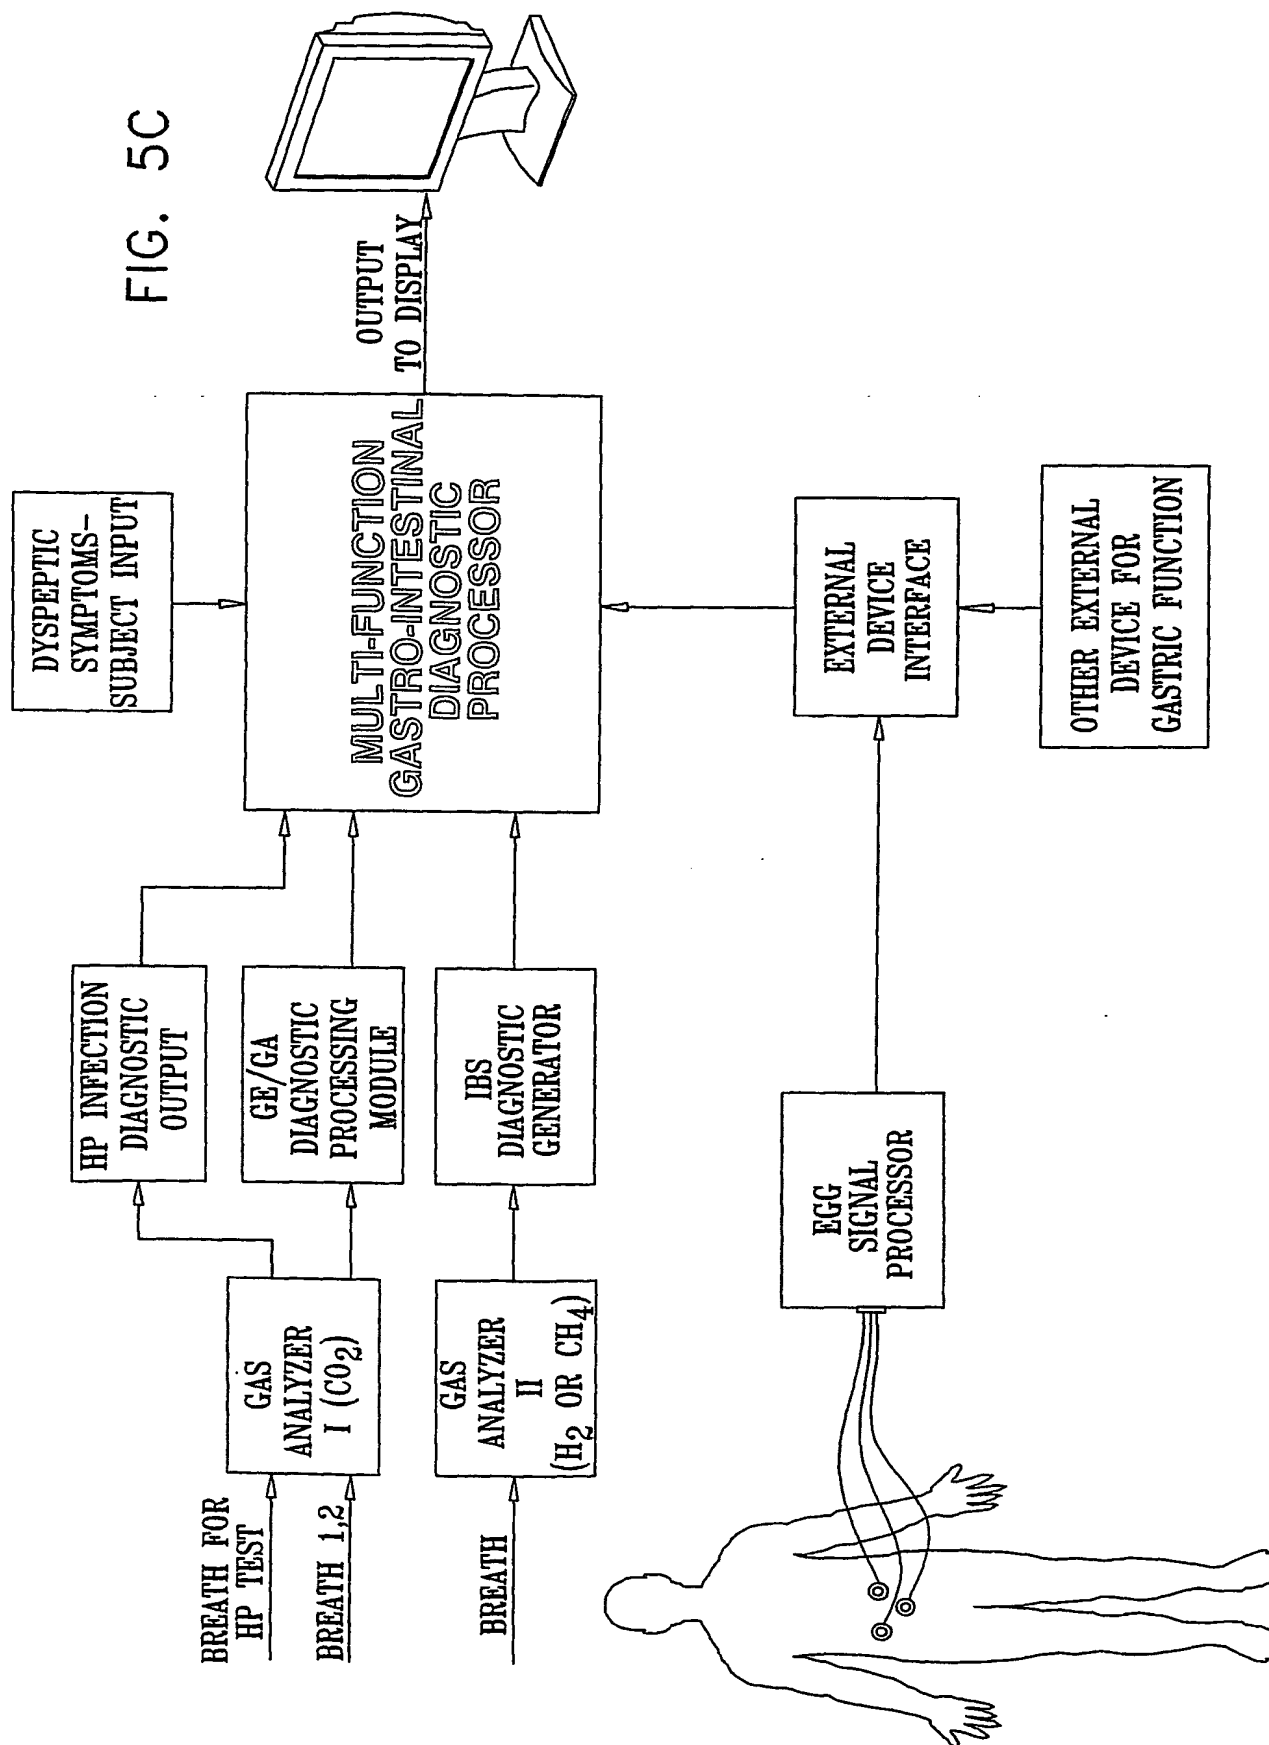 FIG. 5C
DYSPEPTIC
SYMPTOMS-
SUBJECT INPUT
BREATH FOR
HP TEST
BREATH 1,2
GAS
ANALYZER
I (CO2)
HP INFECTION
DIAGNOSTIC
OUTPUT
GE/GA
DIAGNOSTIC
PROCESSING
MODULE
MULTI-FUNCTION
GASTRO-INTESTINAL
DIAGNOSTIC
PROCESSOR
OUTPUT
TO DISPLAY
BREATH
GAS
ANALYZER
II
(H2 OR CH4)
IBS
DIAGNOSTIC
GENERATOR
EGG
SIGNAL
PROCESSOR
EXTERNAL
DEVICE
INTERFACE
OTHER EXTERNAL
DEVICE FOR
GASTRIC FUNCTION